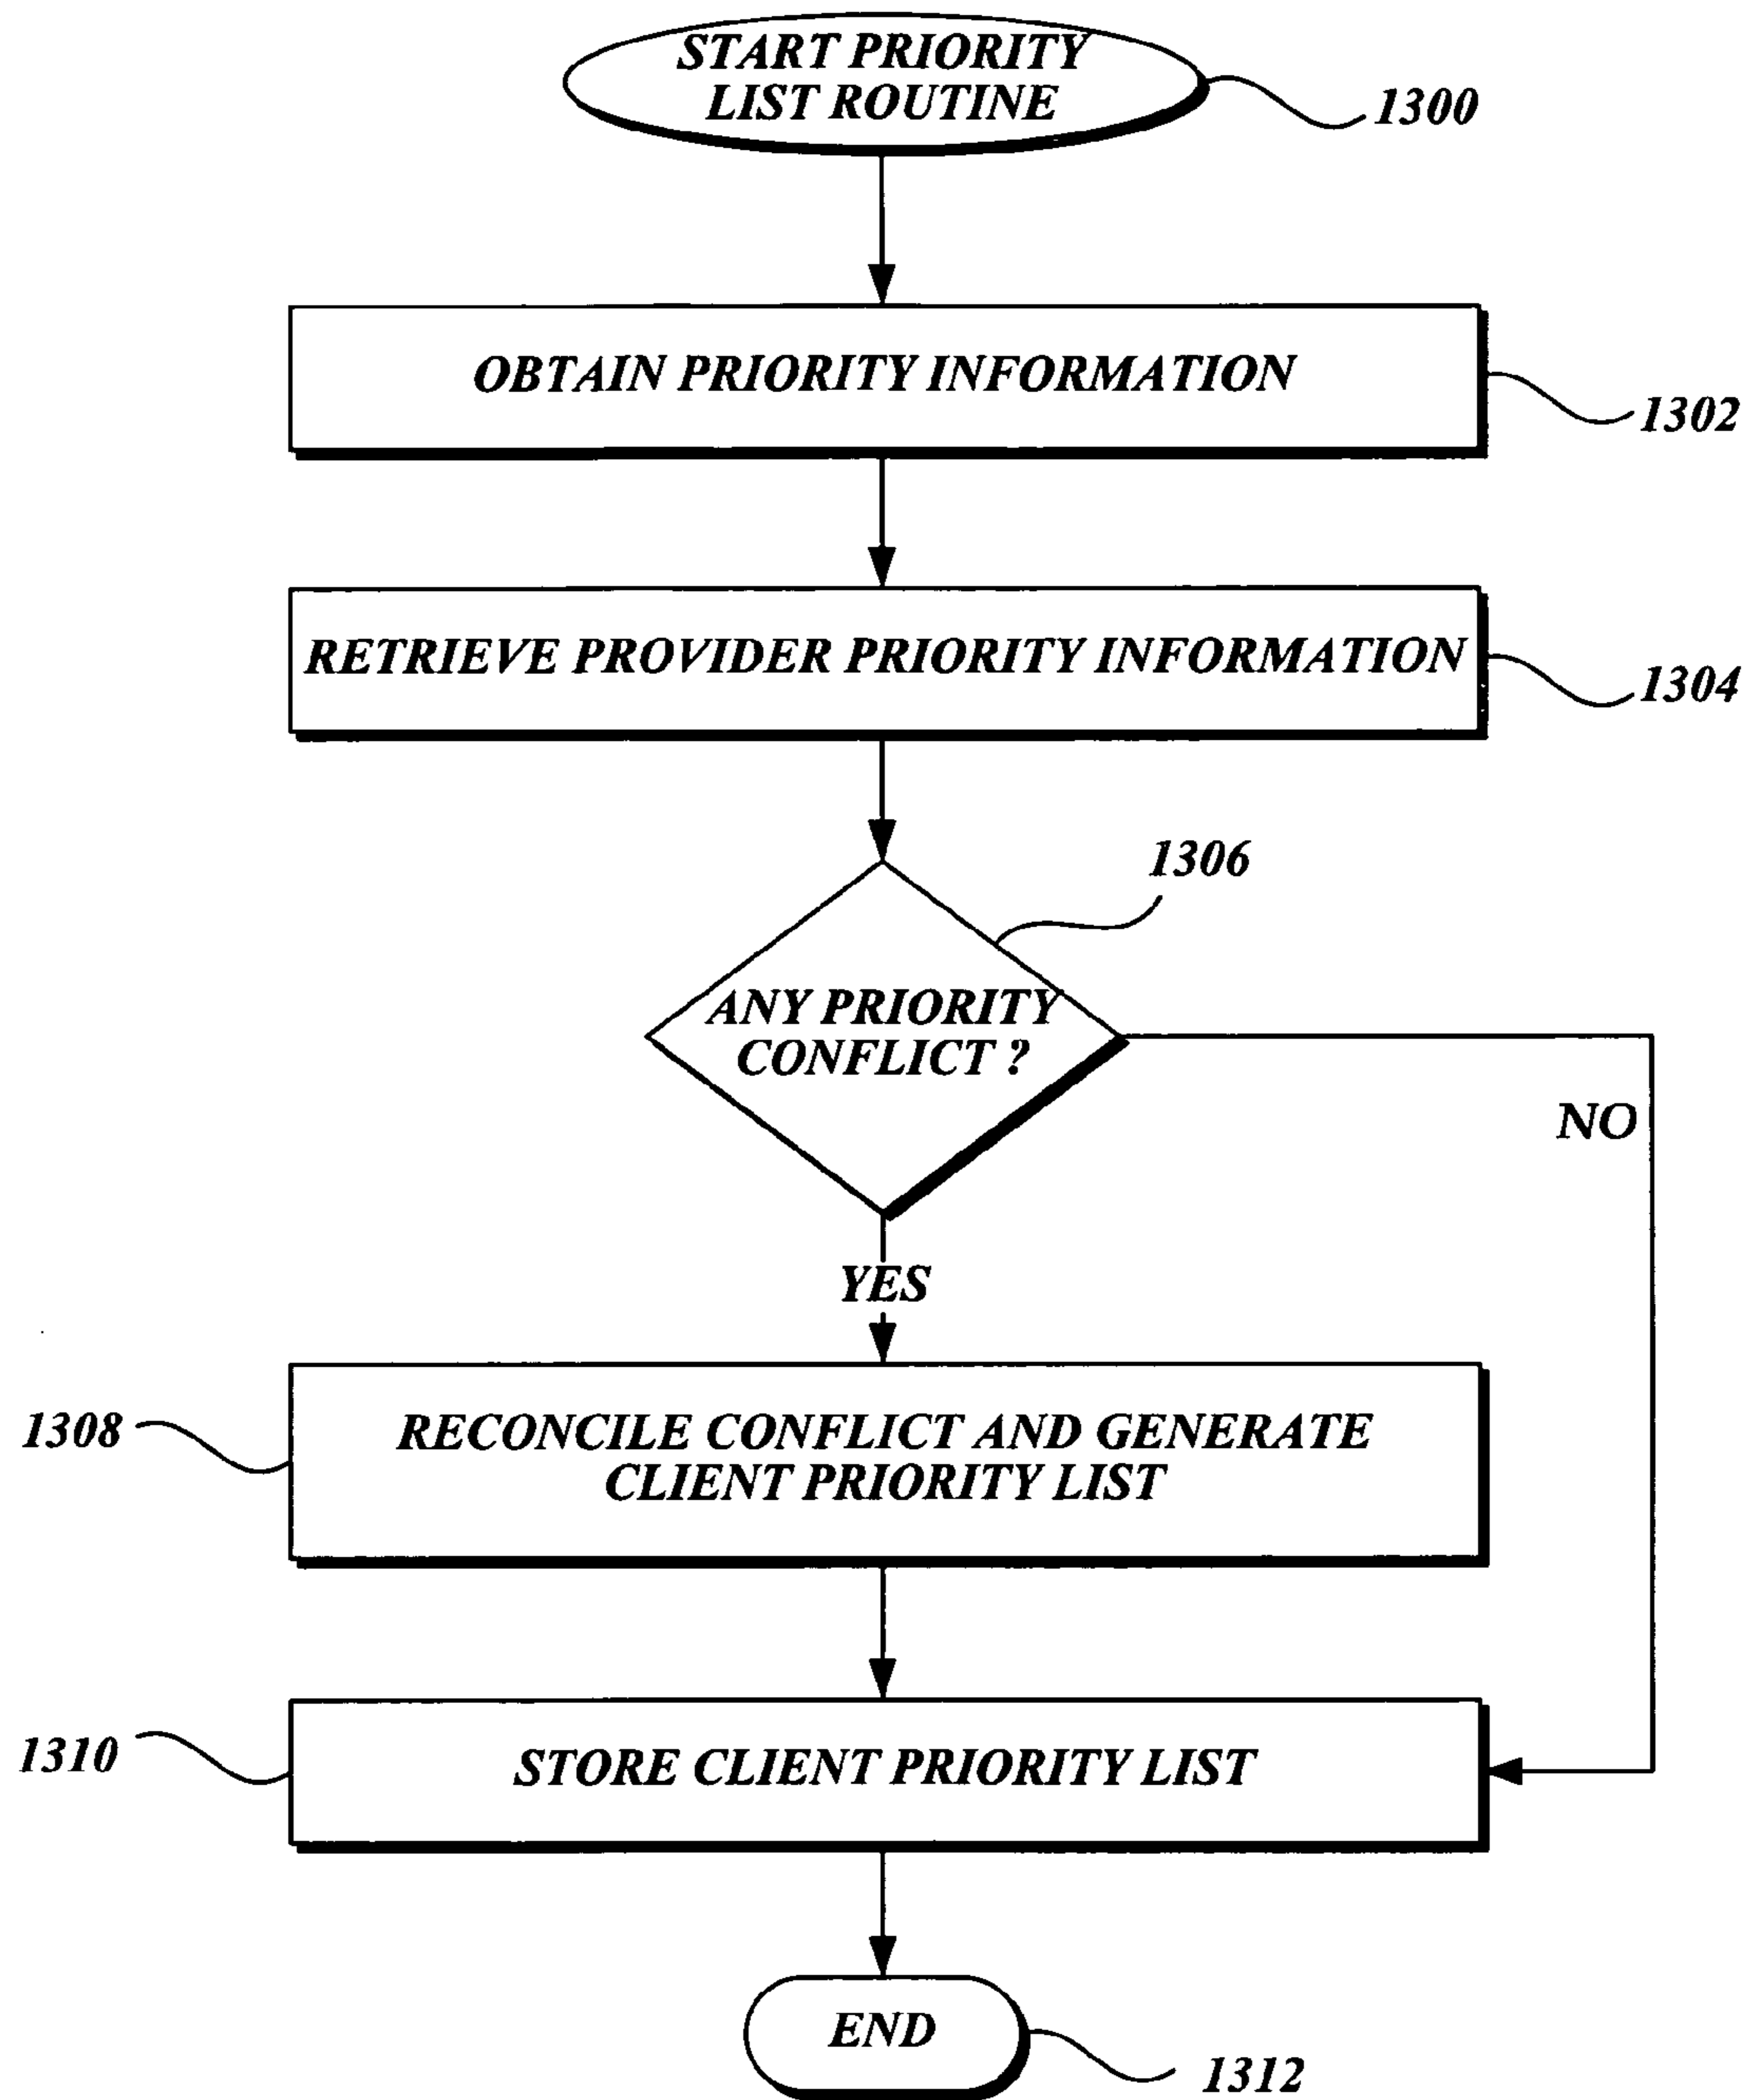 START PRIORITY
LIST ROUTINE
1300
OBTAIN PRIORITY INFORMATION
1302
RETRIEVE PROVIDER PRIORITY INFORMATION
1304
1306
ANY PRIORITY
CONFLICT ?
NO
YES
1308
RECONCILE CONFLICT AND GENERATE
CLIENT PRIORITY LIST
1310
STORE CLIENT PRIORITY LIST
END
1312